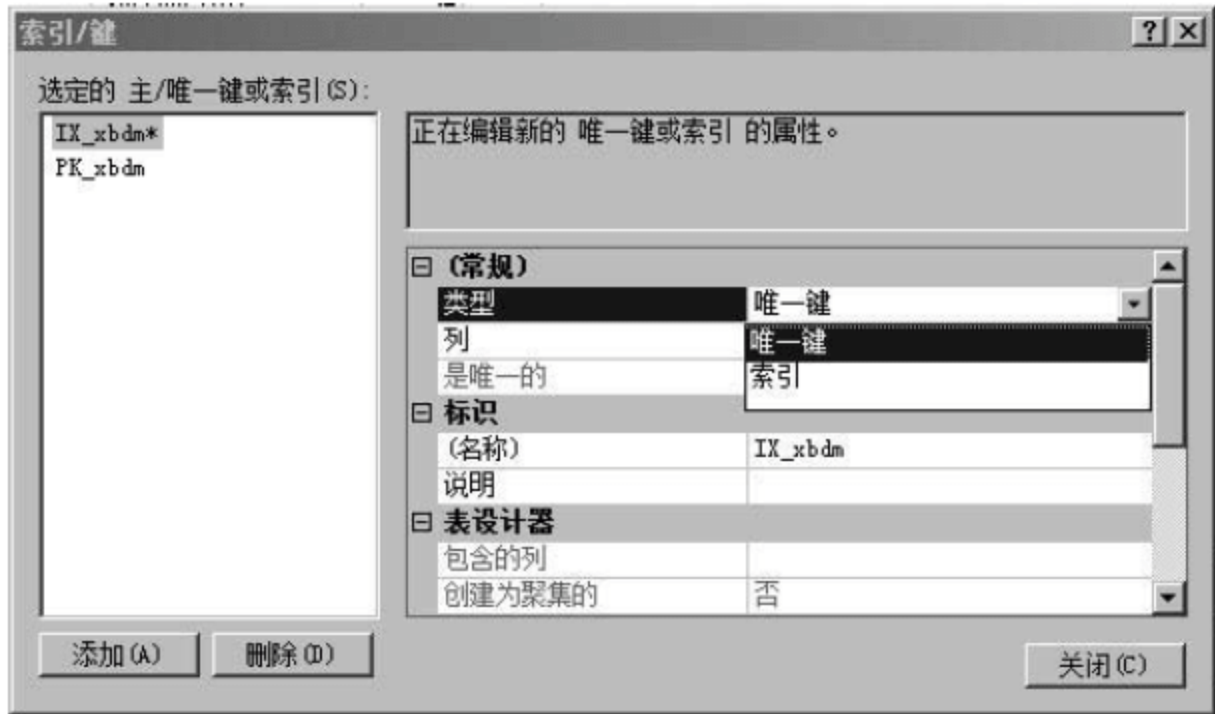 索引/键
选定的 主/唯一键或索引(S):
IX_xbdm*
PK_xbdm
正在编辑新的 唯一键或索引 的属性。
(常规)
类型 唯一键
列 唯一键
是唯一的 索引
标识
(名称) IX_xbdm
说明
表设计器
包含的列
创建为聚集的 否
添加(A) 删除(D) 关闭(C)